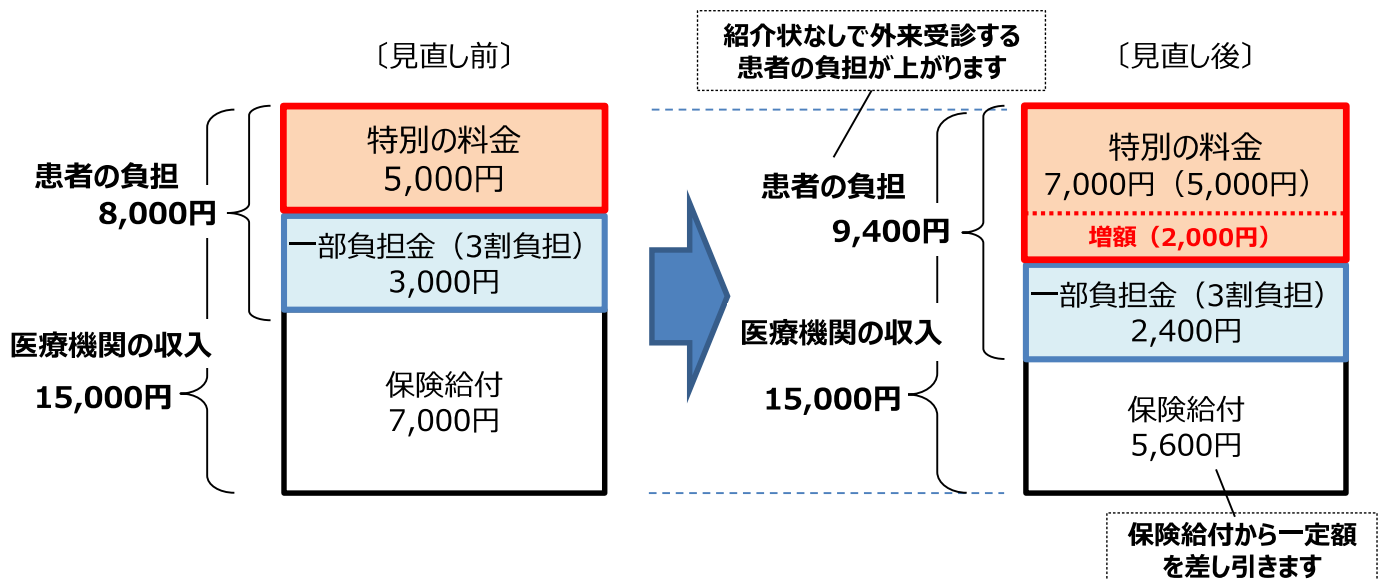 〔見直し前〕
患者の負担
8,000円
医療機関の収入
15,000円
特別の料金
5,000円
一部負担金（3割負担）
3,000円
保険給付
7,000円
紹介状なしで外来受診する
患者の負担が上がります
〔見直し後〕
患者の負担
9,400円
医療機関の収入
15,000円
特別の料金
7,000円（5,000円）
増額（2,000円）
一部負担金（3割負担）
2,400円
保険給付
5,600円
保険給付から一定額
を差し引きます